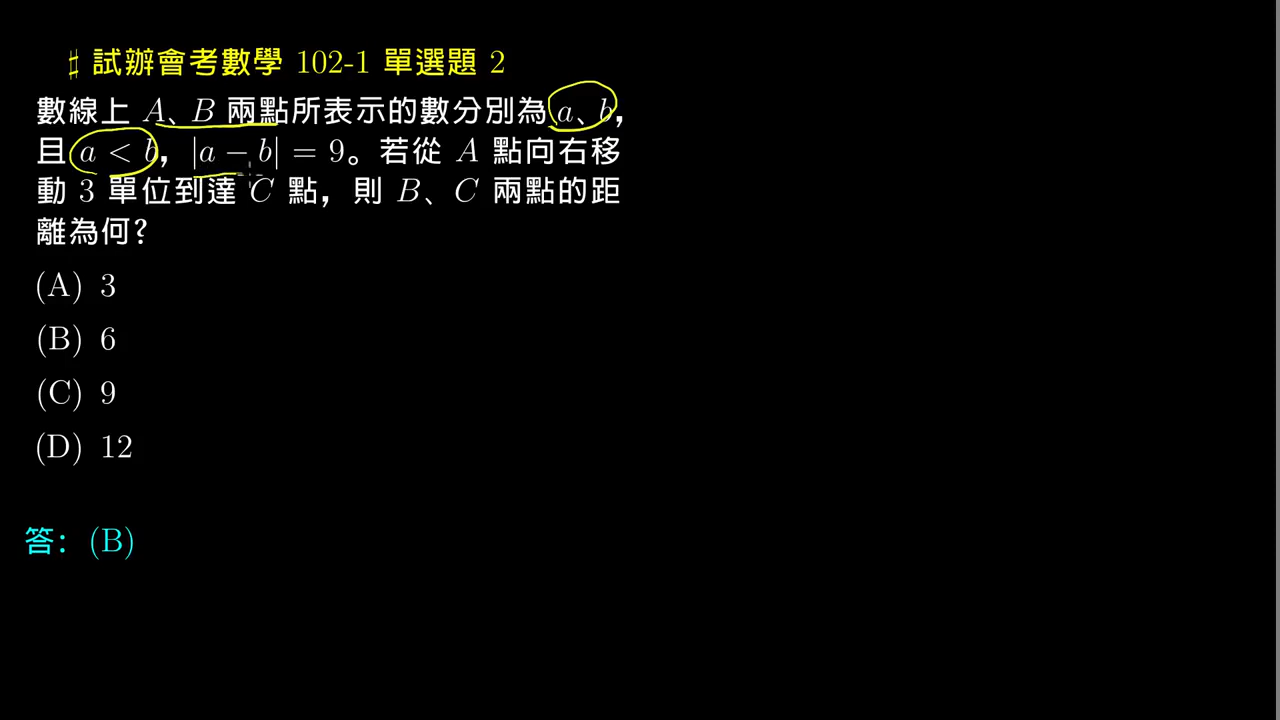 ♯ 試辦會考數學 102-1 單選題 2
數線上 A、B 兩點所表示的數分別為 a、b,
且 a < b, |a − b| = 9。若從 A 點向右移
動 3 單位到達 C 點,則 B、C 兩點的距
離為何?
(A) 3
(B) 6
(C) 9
(D) 12
答:(B)